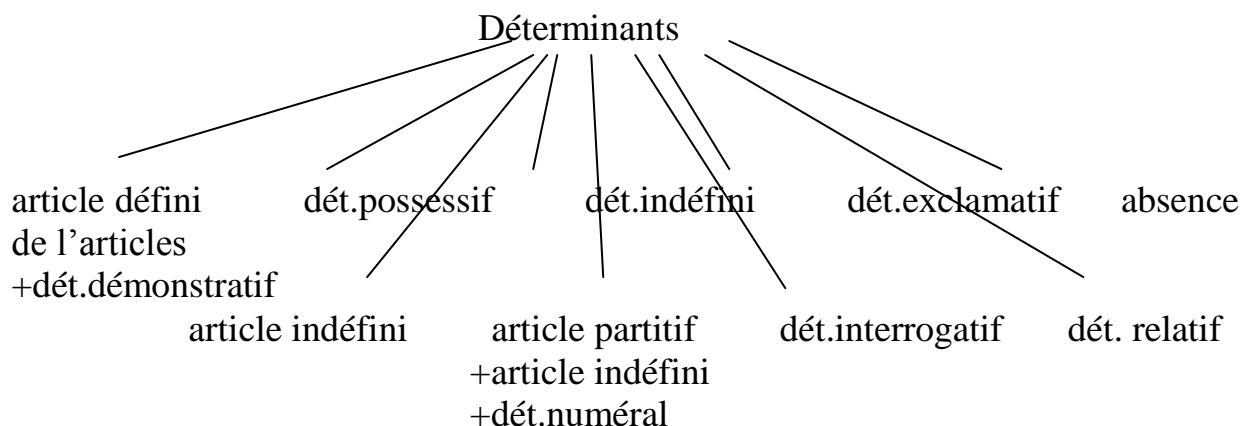 Déterminants
article défini dét.possessif dét.indéfini dét.exclamatif absence
de l’articles
+dét.démonstratif
article indéfini article partitif dét.interrogatif dét. relatif
+article indéfini
+dét.numéral